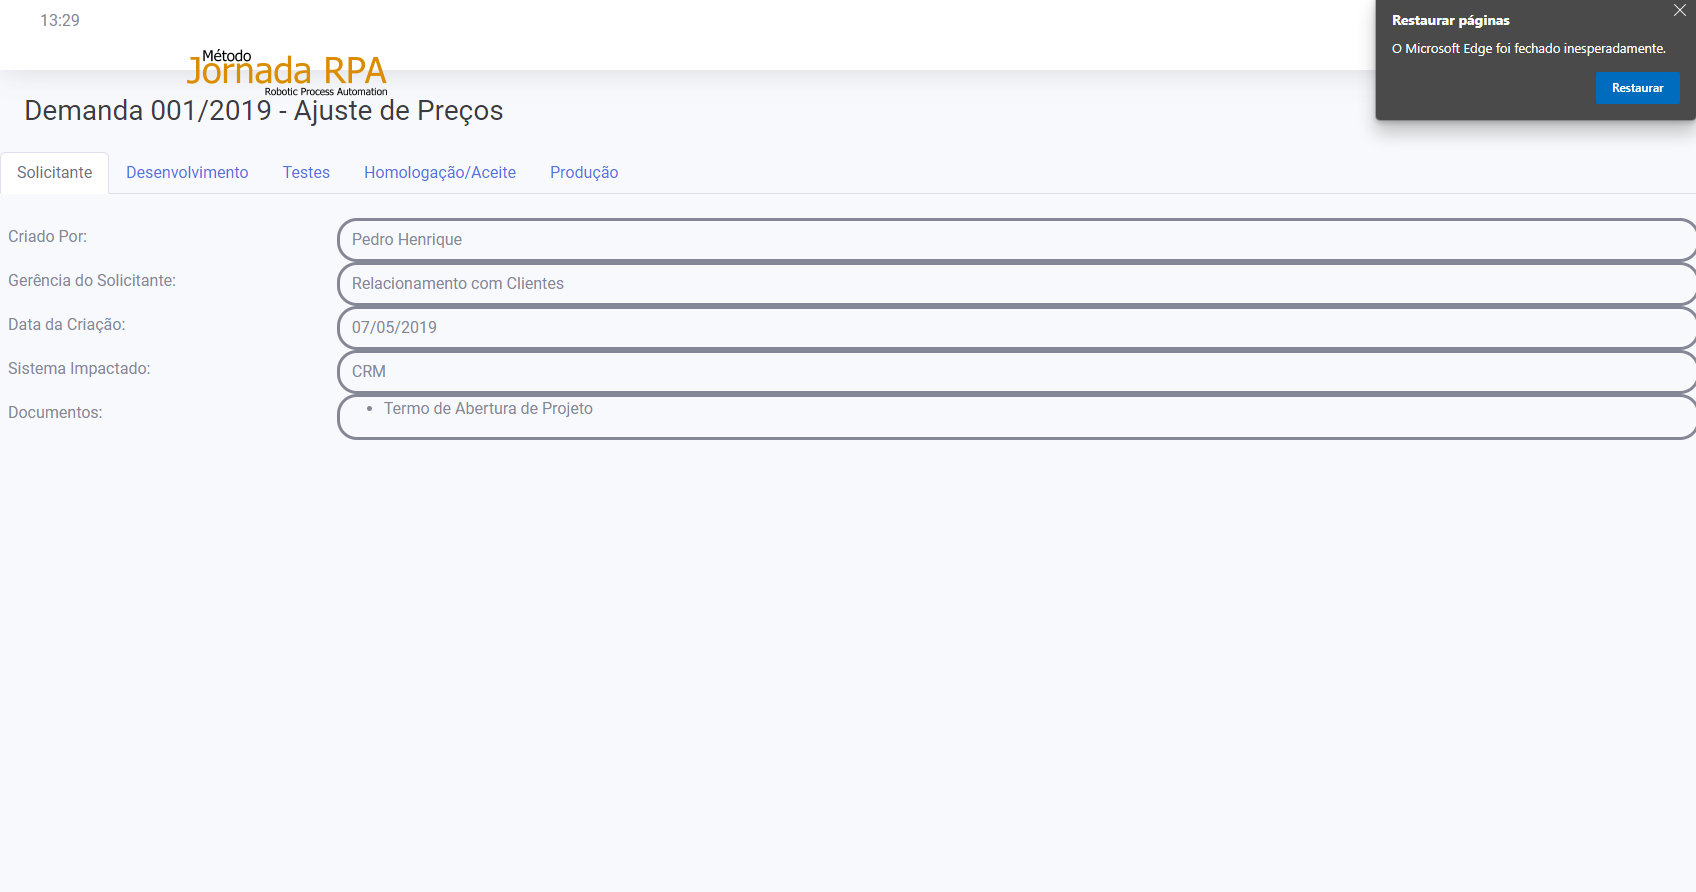 13:29
Método
Jornada RPA
Robotic Process Automation
Restaurar páginas
O Microsoft Edge foi fechado inesperadamente.
Restaurar
Demanda 001/2019 - Ajuste de Preços
Solicitante Desenvolvimento Testes Homologação/Aceite Produção
Criado Por: Pedro Henrique
Gerência do Solicitante: Relacionamento com Clientes
Data da Criação: 07/05/2019
Sistema Impactado: CRM
Documentos: • Termo de Abertura de Projeto